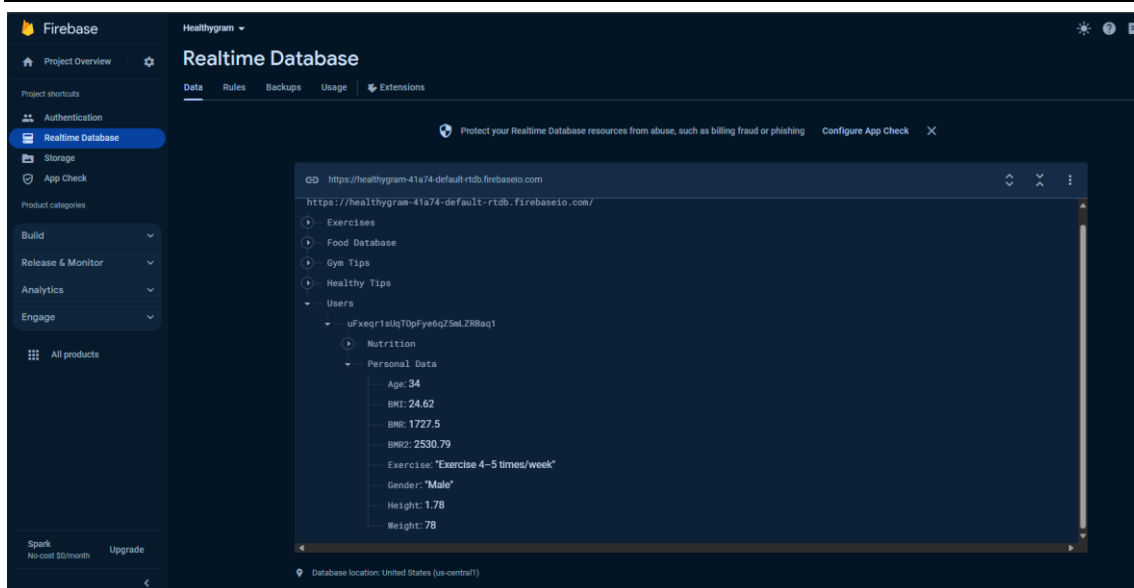 Firebase
Project Overview
Project shortcuts
Authentication
Realtime Database
Storage
App Check
Product categories
Build
Release & Monitor
Analytics
Engage
All products
Spark
No-cost $0/month
Upgrade
Healthygram
Realtime Database
Data Rules Backups Usage Extensions
Protect your Realtime Database resources from abuse, such as billing fraud or phishing Configure App Check
https://healthygram-41a74-default-rtdb.firebaseio.com
https://healthygram-41a74-default-rtdb.firebaseio.com/
Exercises
Food Database
Gym Tips
Healthy Tips
Users
uFxeqr1sUqTOpFye6qZ5mLZRBaq1
Nutrition
Personal Data
Age: 34
BMI: 24.62
BMR: 1727.5
BMR2: 2530.79
Exercise: "Exercise 4–5 times/week"
Gender: "Male"
Height: 1.78
Weight: 78
Database location: United States (us-central1)